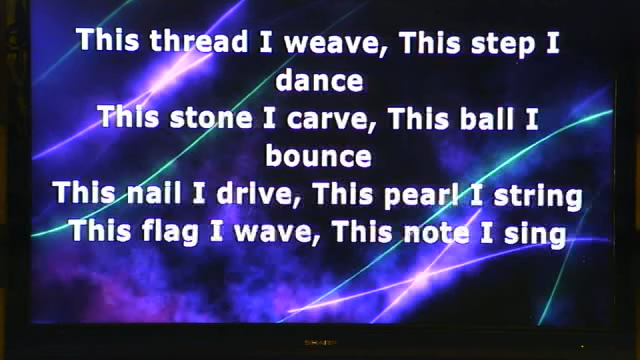 This thread I weave, This step I
dance
This stone I carve, This ball I
bounce
This nail I drive, This pearl I string
This flag I wave, This note I sing
SHARP